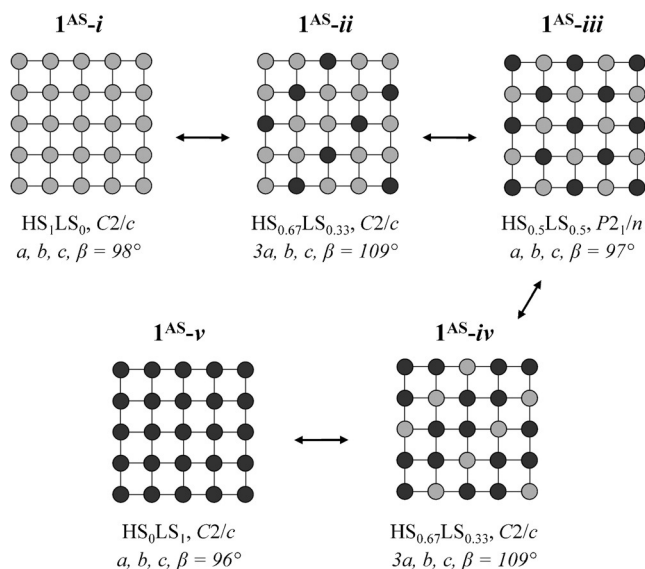 1^AS-i 1^AS-ii 1^AS-iii
HS₁LS₀, C2/c
a, b, c, β = 98°
HS₀.₆₇LS₀.₃₃, C2/c
3a, b, c, β = 109°
HS₀.₅LS₀.₅, P2₁/n
a, b, c, β = 97°
1^AS-v 1^AS-iv
HS₀LS₁, C2/c
a, b, c, β = 96°
HS₀.₆₇LS₀.₃₃, C2/c
3a, b, c, β = 109°